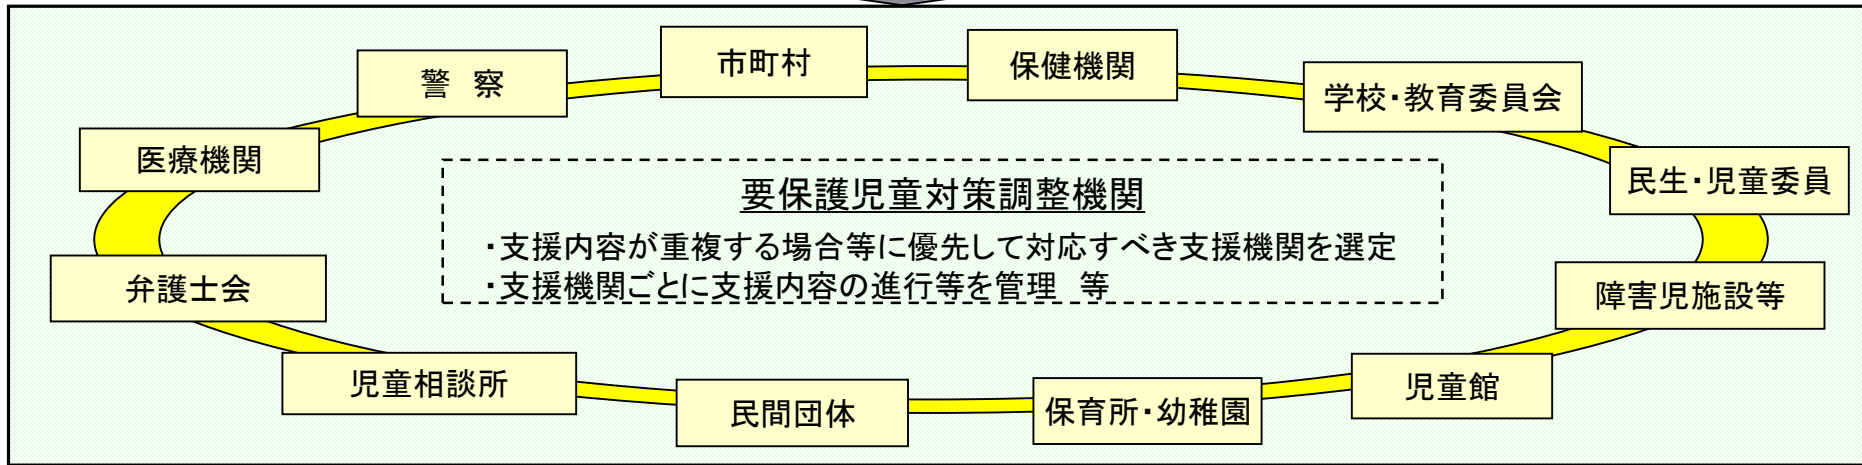 市町村
保健機関
警　察
学校・教育委員会
医療機関
民生・児童委員
要保護児童対策調整機関
・支援内容が重複する場合等に優先して対応すべき支援機関を選定
・支援機関ごとに支援内容の進行等を管理　等
弁護士会
障害児施設等
児童相談所
児童館
民間団体
保育所・幼稚園